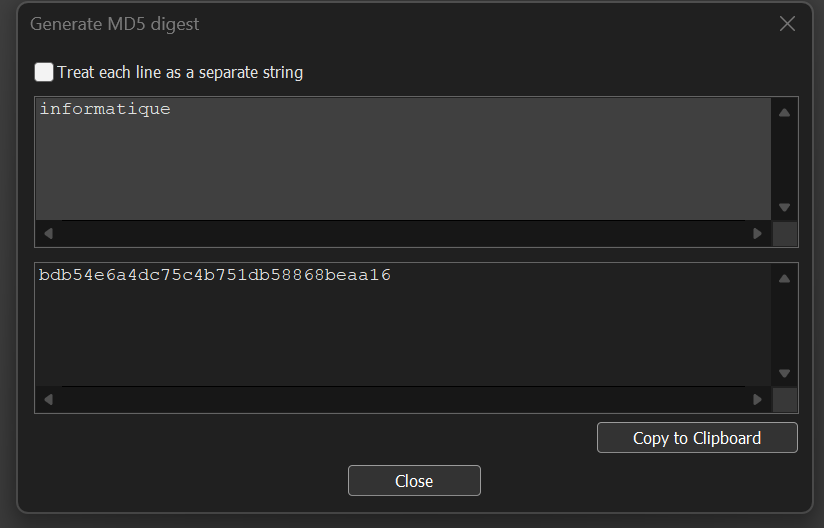 Generate MD5 digest
Treat each line as a separate string
informatique
bdb54e6a4dc75c4b751db58868beaa16
Copy to Clipboard
Close